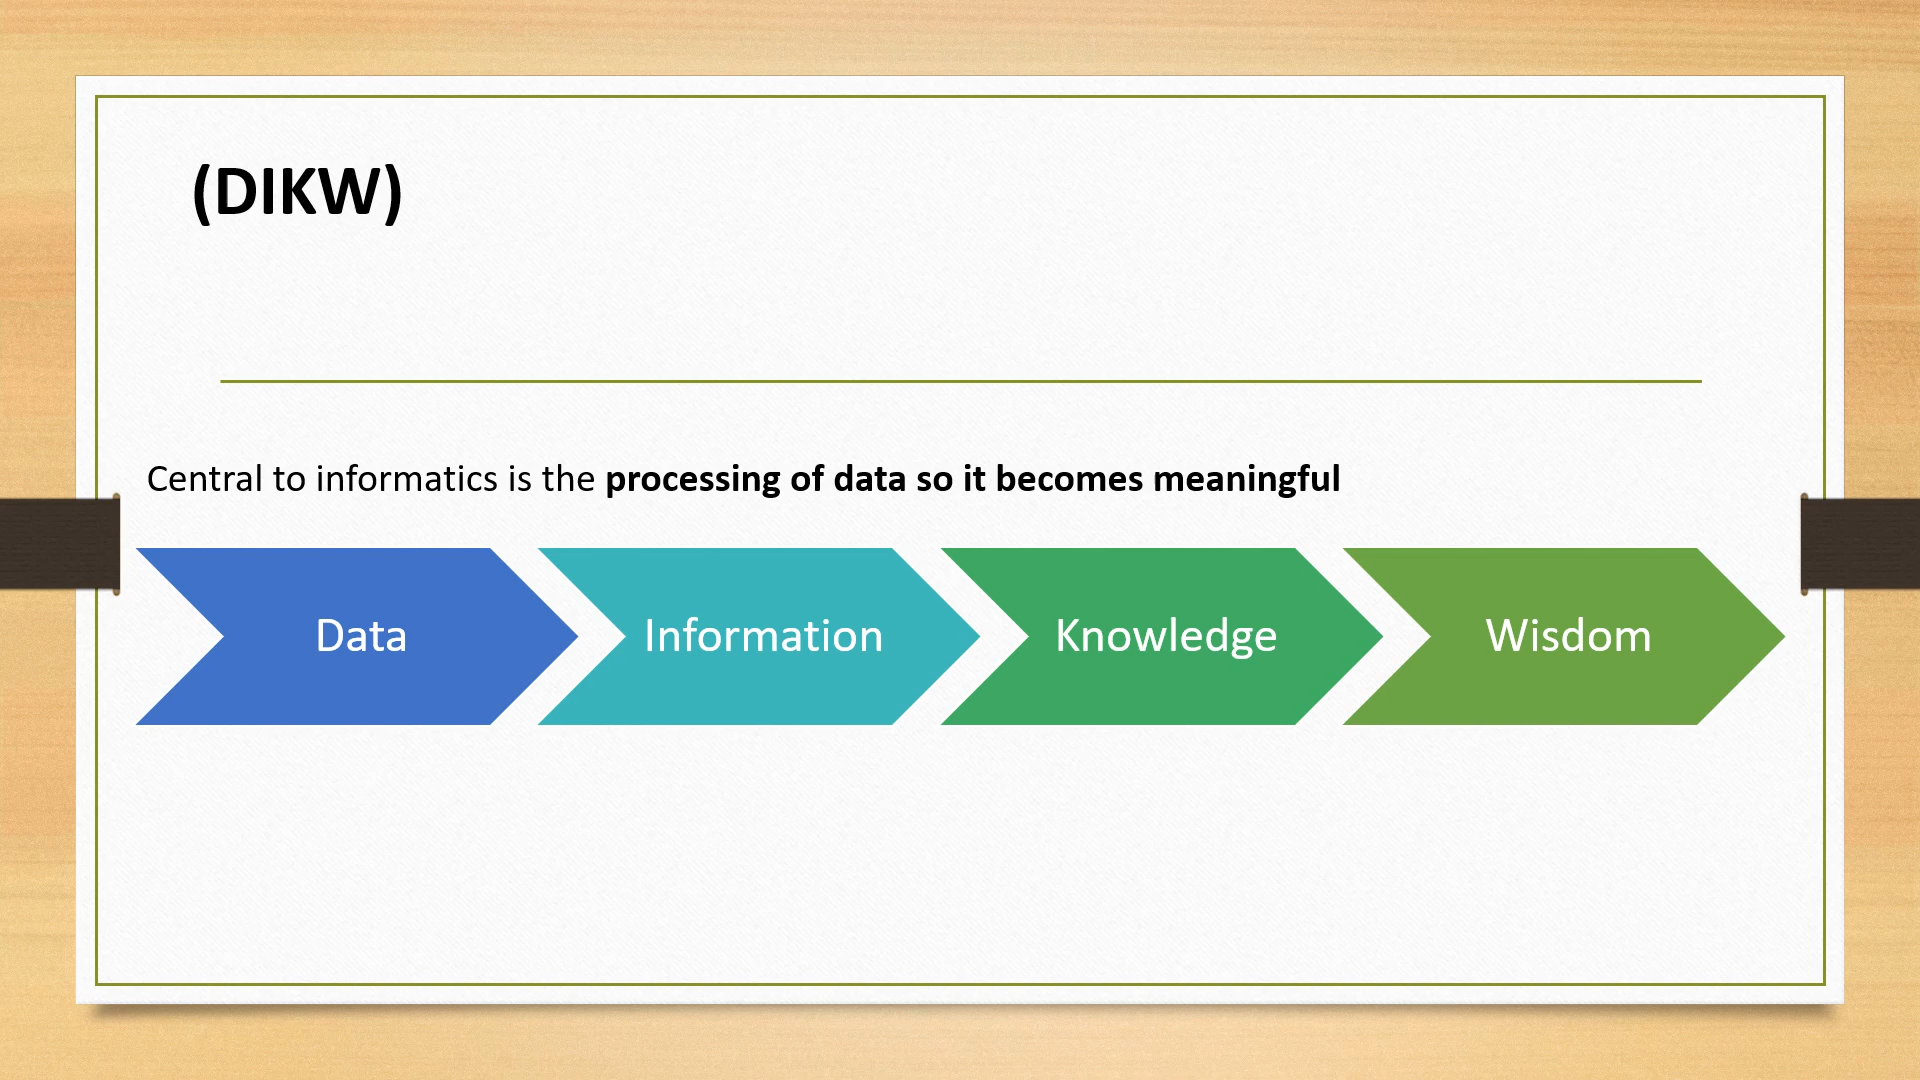 (DIKW)
Central to informatics is the processing of data so it becomes meaningful
Data
Information
Knowledge
Wisdom